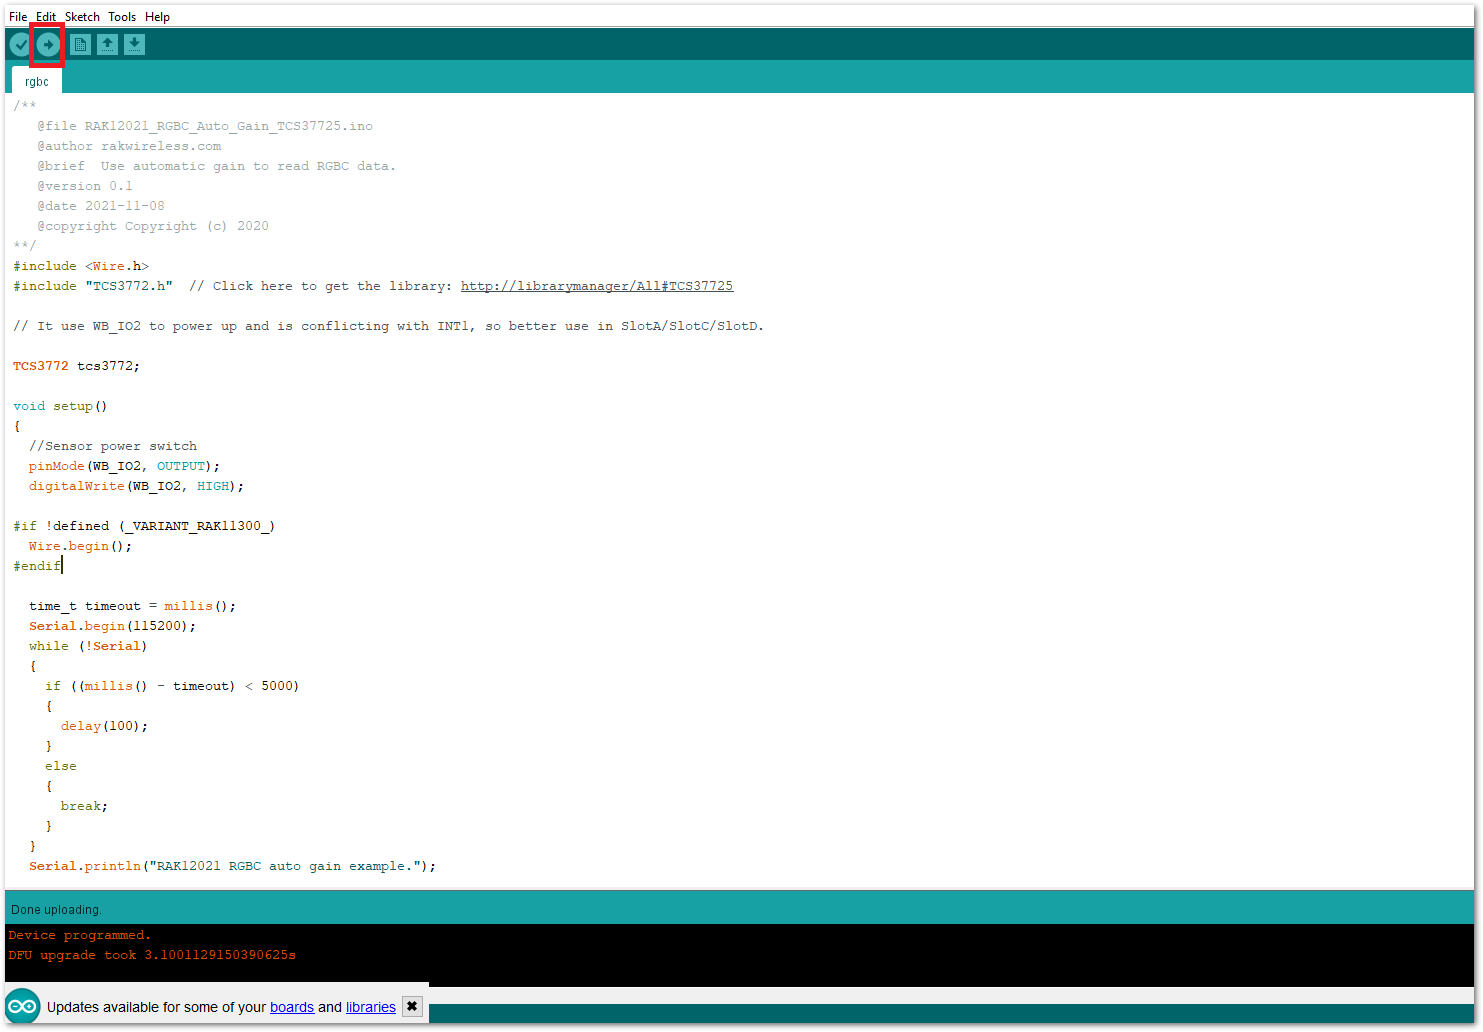 File Edit Sketch Tools Help
rgbc
/**
   @file RAK12021_RGBC_Auto_Gain_TCS37725.ino
   @author rakwireless.com
   @brief  Use automatic gain to read RGBC data.
   @version 0.1
   @date 2021-11-08
   @copyright Copyright (c) 2020
**/
#include <Wire.h>
#include "TCS3772.h"  // Click here to get the library: http://librarymanager/All#TCS37725
// It use WB_IO2 to power up and is conflicting with INT1, so better use in SlotA/SlotC/SlotD.
TCS3772 tcs3772;
void setup()
{
  //Sensor power switch
  pinMode(WB_IO2, OUTPUT);
  digitalWrite(WB_IO2, HIGH);
#if !defined (_VARIANT_RAK11300_)
  Wire.begin();
#endif
  time_t timeout = millis();
  Serial.begin(115200);
  while (!Serial)
  {
    if ((millis() - timeout) < 5000)
    {
      delay(100);
    }
    else
    {
      break;
    }
  }
  Serial.println("RAK12021 RGBC auto gain example.");
Done uploading.
Device programmed.
DFU upgrade took 3.1001129150390625s
Updates available for some of your boards and libraries